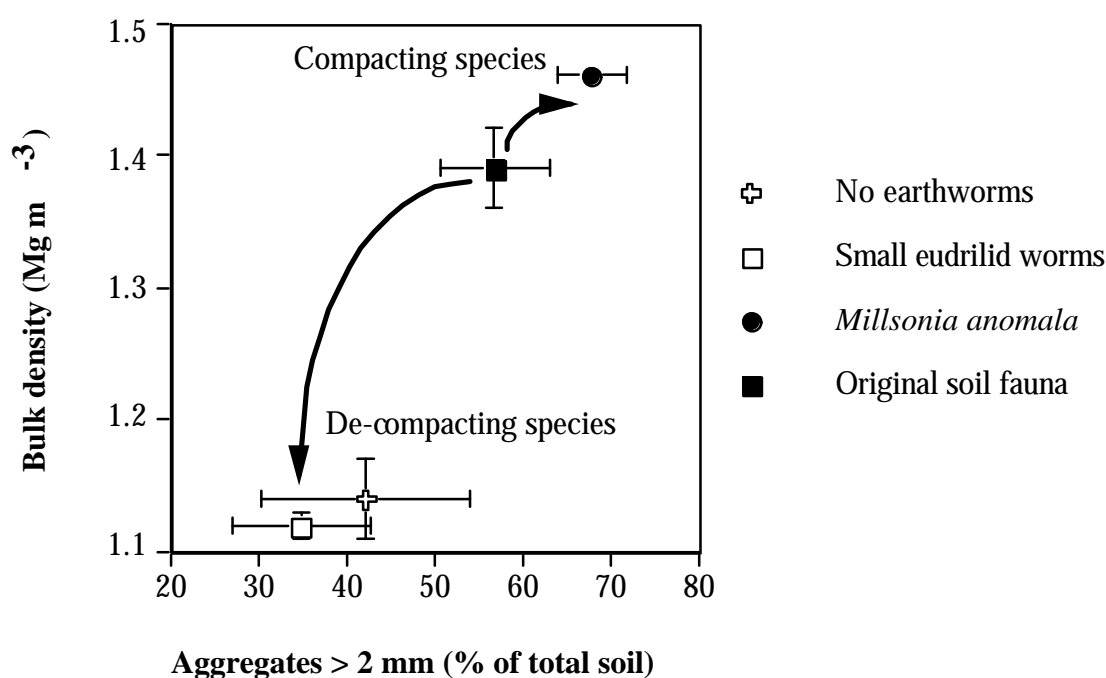 1.5
Compacting species
1.4
1.3
1.2
De-compacting species
1.1
20 30 40 50 60 70 80
Bulk density (Mg m -3)
Aggregates > 2 mm (% of total soil)
No earthworms
Small eudrilid worms
Millsonia anomala
Original soil fauna